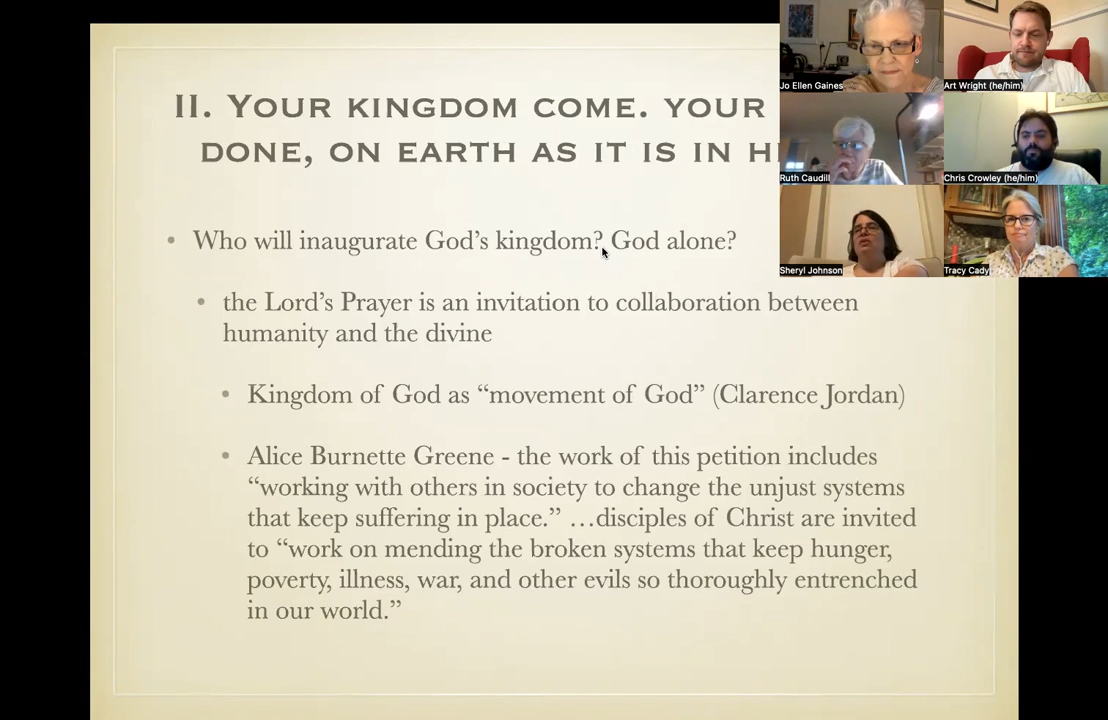 II. YOUR KINGDOM COME. YOUR
DONE, ON EARTH AS IT IS IN
• Who will inaugurate God’s kingdom? God alone?
• the Lord’s Prayer is an invitation to collaboration between
humanity and the divine
• Kingdom of God as “movement of God” (Clarence Jordan)
• Alice Burnette Greene - the work of this petition includes
“working with others in society to change the unjust systems
that keep suffering in place.” …disciples of Christ are invited
to “work on mending the broken systems that keep hunger,
poverty, illness, war, and other evils so thoroughly entrenched
in our world.”
Jo Ellen Gaines
Art Wright (he/him)
Ruth Caudill
Chris Crowley (he/him)
Sheryl Johnson
Tracy Cady